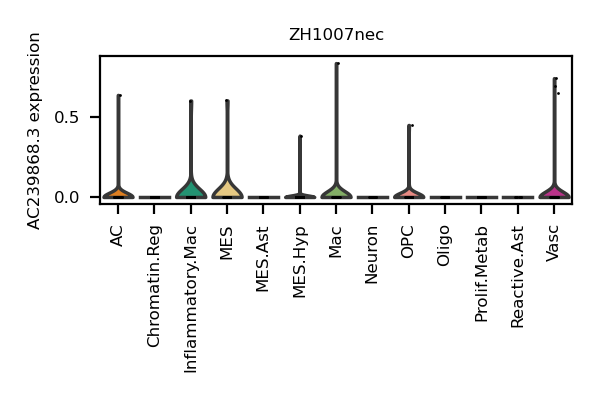 ZH1007nec
AC239868.3 expression
0.5
0.0
AC
Chromatin.Reg
Inflammatory.Mac
MES
MES.Ast
MES.Hyp
Mac
Neuron
OPC
Oligo
Prolif.Metab
Reactive.Ast
Vasc